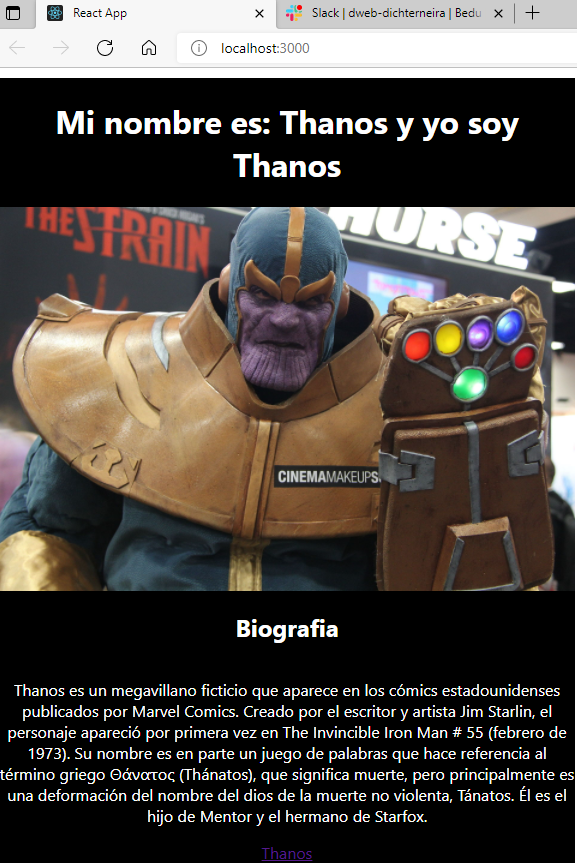 React App
Slack | dweb-dichterneira | Bedu
localhost:3000
Mi nombre es: Thanos y yo soy
Thanos
THE STRAIN
HORSE
CINEMAMAKEUPS
Biografia
Thanos es un megavillano ficticio que aparece en los cómics estadounidenses
publicados por Marvel Comics. Creado por el escritor y artista Jim Starlin, el
personaje apareció por primera vez en The Invincible Iron Man # 55 (febrero de
1973). Su nombre es en parte un juego de palabras que hace referencia al
término griego Θάνατος (Thánatos), que significa muerte, pero principalmente es
una deformación del nombre del dios de la muerte no violenta, Tánatos. Él es el
hijo de Mentor y el hermano de Starfox.
Thanos